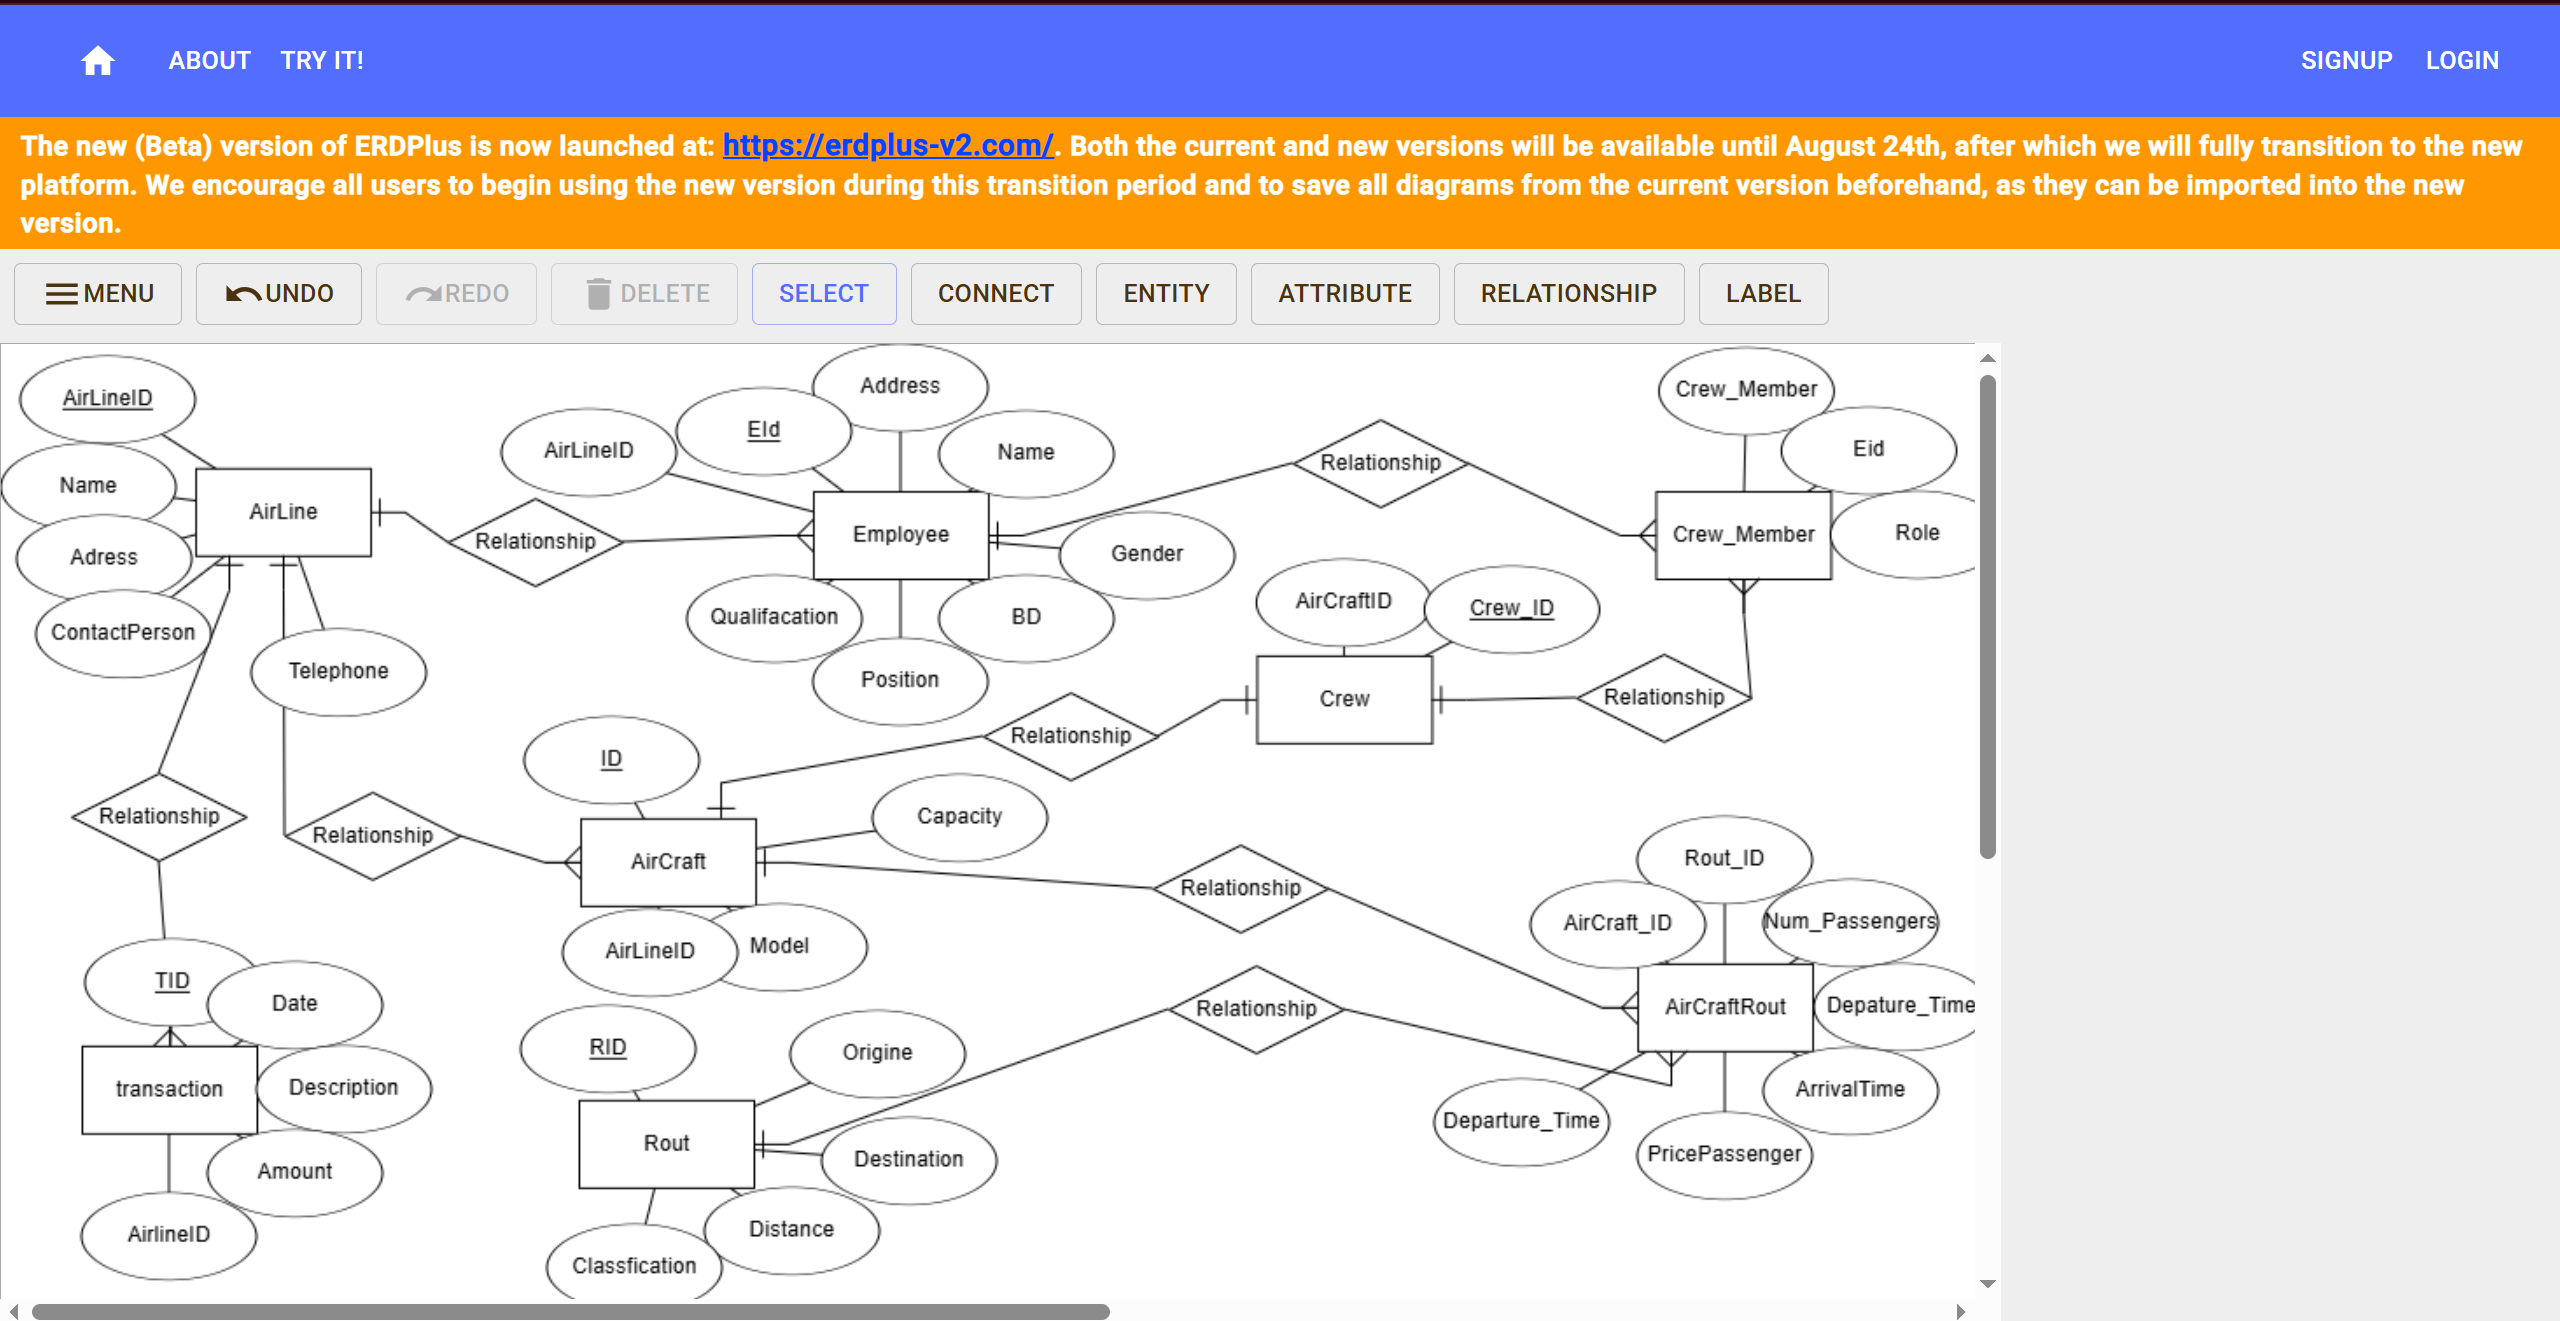 ABOUT TRY IT! SIGNUP LOGIN
The new (Beta) version of ERDPlus is now launched at: https://erdplus-v2.com/. Both the current and new versions will be available until August 24th, after which we will fully transition to the new
platform. We encourage all users to begin using the new version during this transition period and to save all diagrams from the current version beforehand, as they can be imported into the new
version.
MENU UNDO REDO DELETE SELECT CONNECT ENTITY ATTRIBUTE RELATIONSHIP LABEL
AirLineID
Name
Adress
ContactPerson
Telephone
AirLine
Relationship
AirLineID
EId
Address
Name
Gender
BD
Position
Qualifacation
Employee
Relationship
Crew_Member
Eid
Role
Crew_Member
AirCraftID
Crew_ID
Crew
Relationship
Relationship
ID
Capacity
AirCraft
AirLineID
Model
Relationship
Relationship
Relationship
Rout_ID
AirCraft_ID
Num_Passengers
AirCraftRout
Depature_Time
ArrivalTime
Departure_Time
PricePassenger
Relationship
TID
Date
transaction
Description
Amount
AirlineID
RID
Origine
Rout
Destination
Distance
Classfication